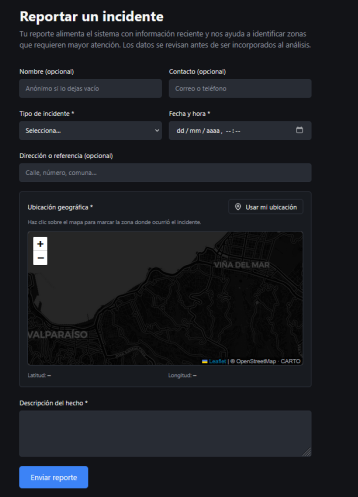 Reportar un incidente
Tu reporte alimenta el sistema con información reciente y nos ayuda a identificar zonas
que requieren mayor atención. Los datos se revisan antes de ser incorporados al análisis.
Nombre (opcional)
Contacto (opcional)
Anónimo si lo dejas vacío
Correo o teléfono
Tipo de incidente *
Fecha y hora *
Selecciona...
dd/mm/aaaa, --:--
Dirección o referencia (opcional)
Calle, número, comuna...
Ubicación geográfica *
Usar mi ubicación
Haz clic sobre el mapa para marcar la zona donde ocurrió el incidente.
+
−
VIÑA DEL MAR
VALPARAÍSO
Leaflet | © OpenStreetMap · CARTO
Latitud: –
Longitud: –
Descripción del hecho *
Enviar reporte